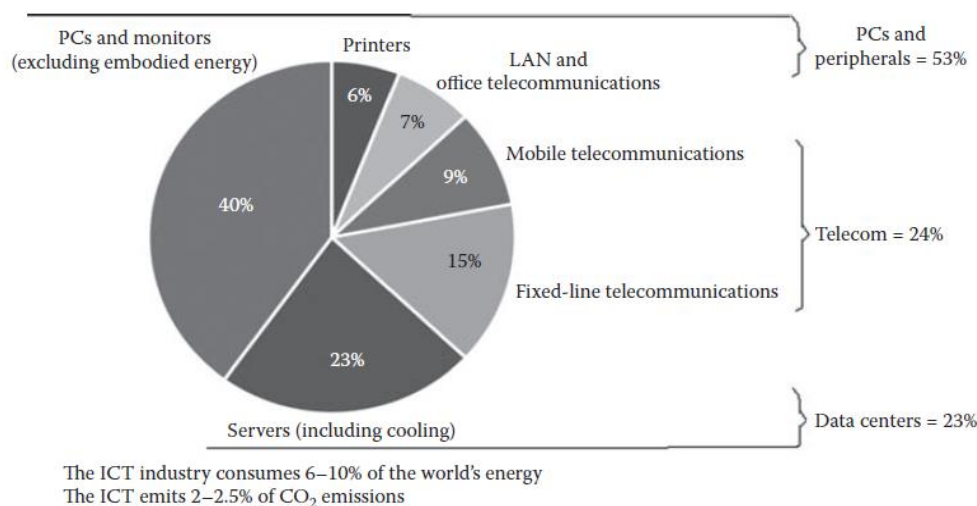 PCs and monitors
(excluding embodied energy)
Printers
LAN and
office telecommunications
PCs and
peripherals = 53%
6%
7%
Mobile telecommunications
9%
40%
Telecom = 24%
15%
Fixed-line telecommunications
23%
Servers (including cooling)
Data centers = 23%
The ICT industry consumes 6–10% of the world’s energy
The ICT emits 2–2.5% of CO₂ emissions